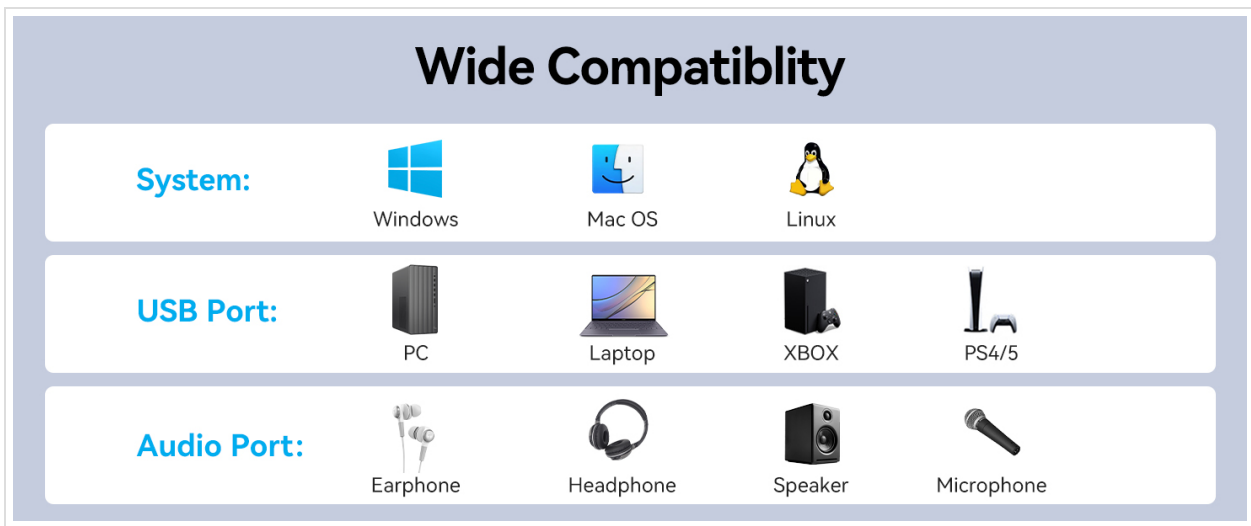 Wide Compatiblity
System:
Windows
Mac OS
Linux
USB Port:
PC
Laptop
XBOX
PS4/5
Audio Port:
Earphone
Headphone
Speaker
Microphone